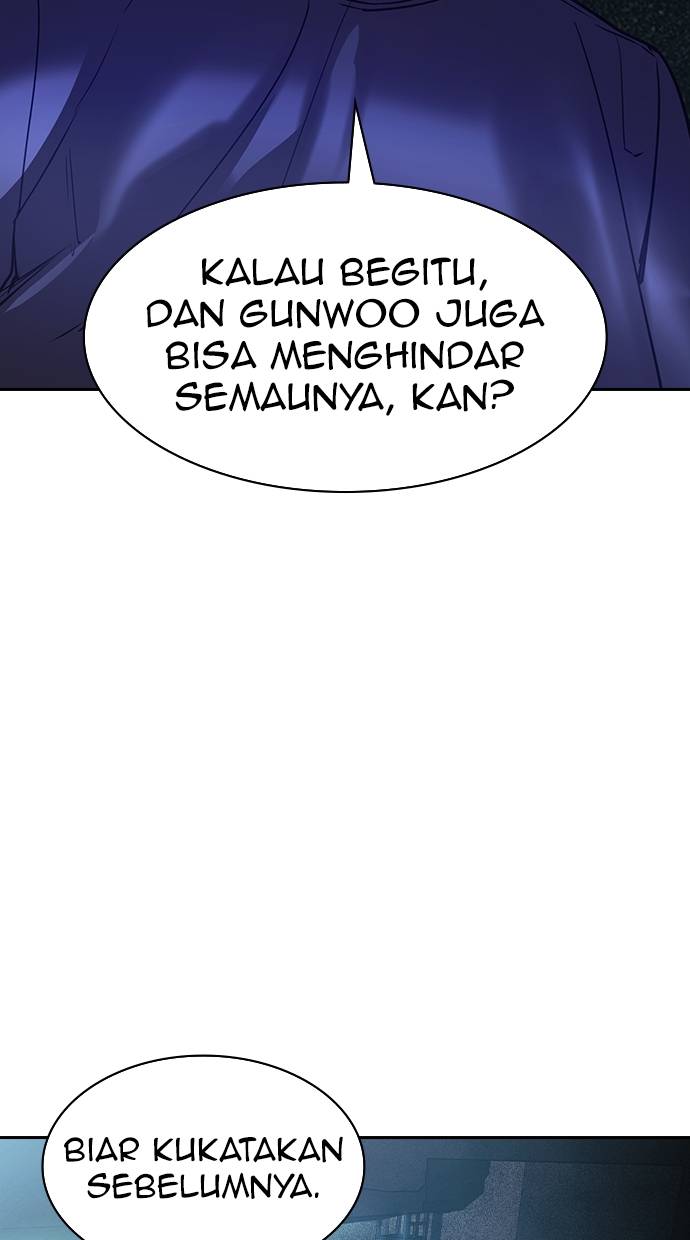 KALAU BEGITU,
DAN GUNWOO JUGA
BISA MENGHINDAR
SEMAUNYA, KAN?
BIAR KUKATAKAN
SEBELUMNYA.